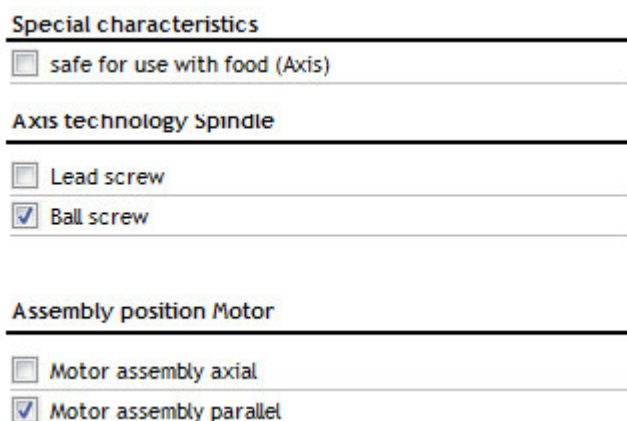 Special characteristics
safe for use with food (Axis)
Axis technology Spindle
Lead screw
Ball screw
Assembly position Motor
Motor assembly axial
Motor assembly parallel